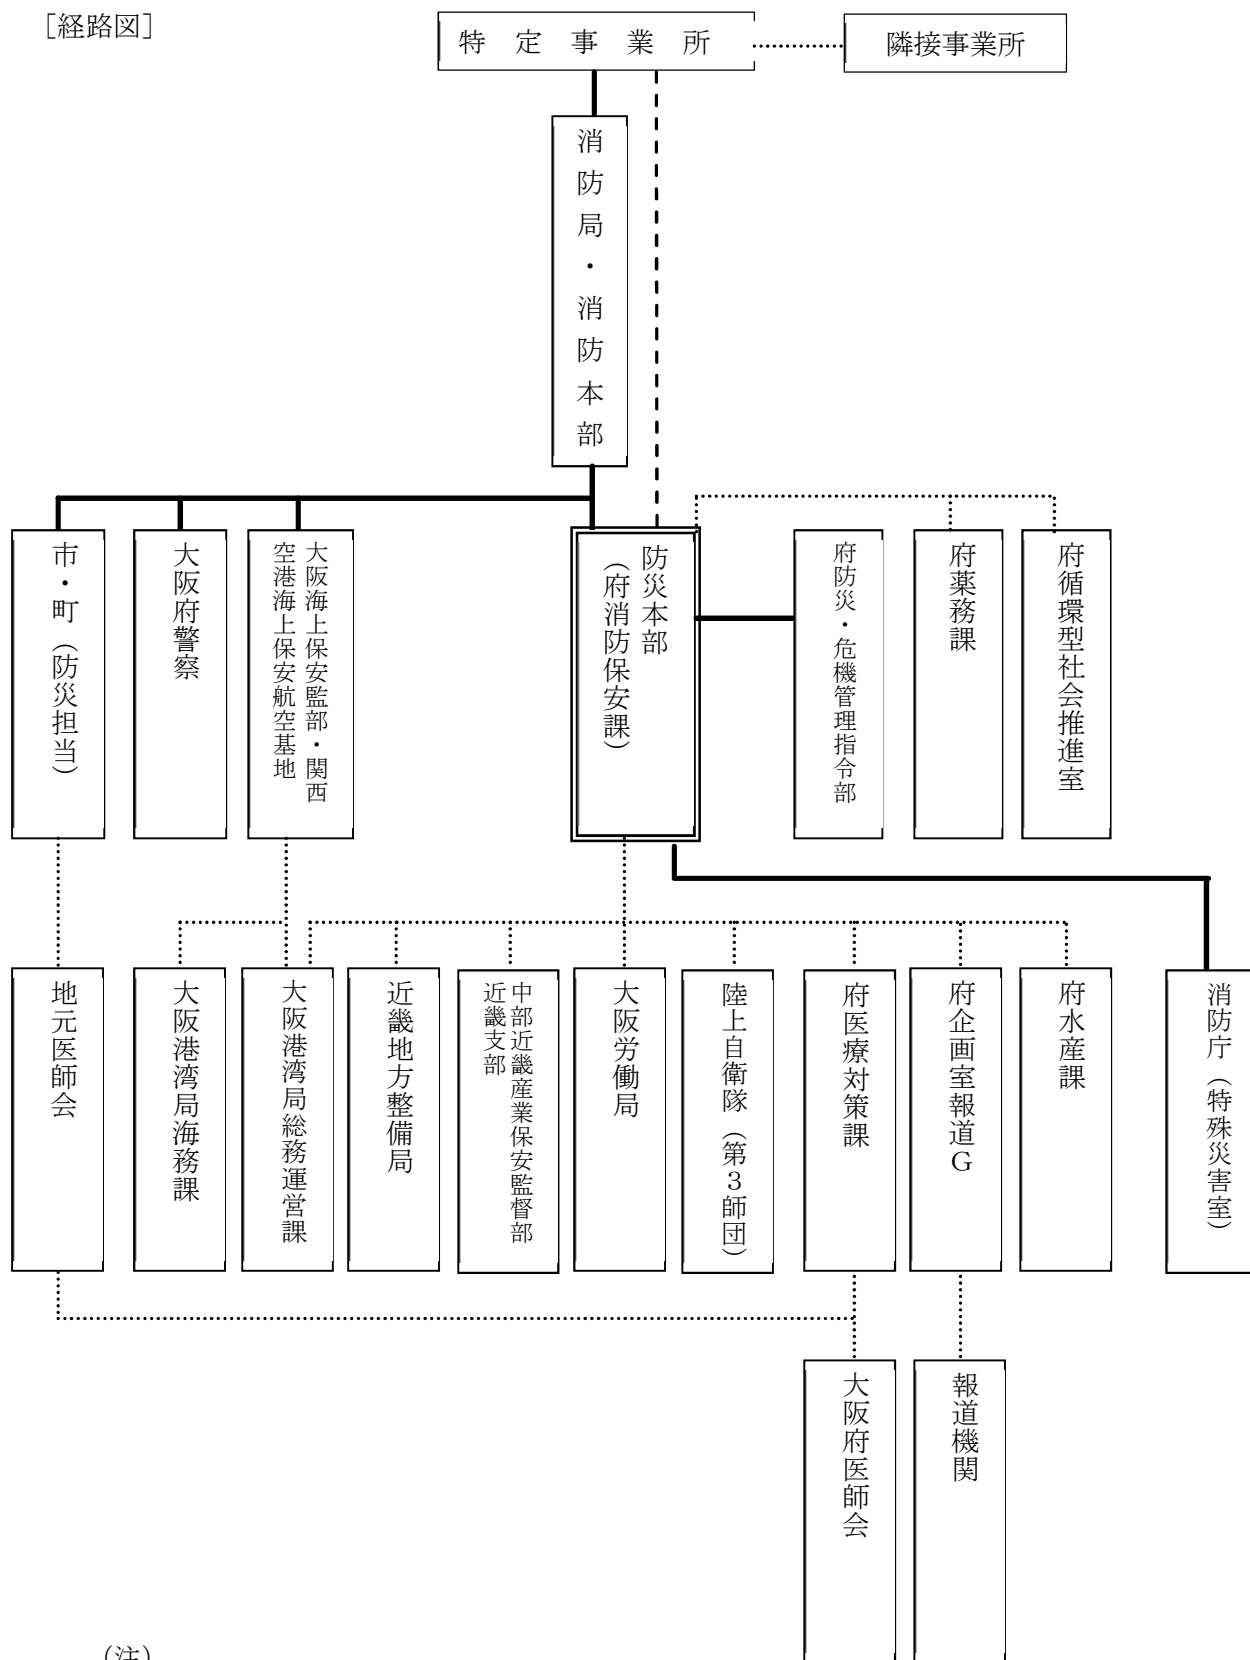 ［経路図］
特定事業所
隣接事業所
消防局・消防本部
市・町（防災担当）
大阪府警察
大阪海上保安監部・関西
空港海上保安航空基地
防災本部
（府消防保安課）
府防災・危機管理指令部
府薬務課
府循環型社会推進室
地元医師会
大阪港湾局海務課
大阪港湾局総務運営課
近畿地方整備局
中部近畿産業保安監督部
近畿支部
大阪労働局
陸上自衛隊（第３師団）
府医療対策課
府企画室報道Ｇ
府水産課
消防庁（特殊災害室）
大阪府医師会
報道機関
（注）